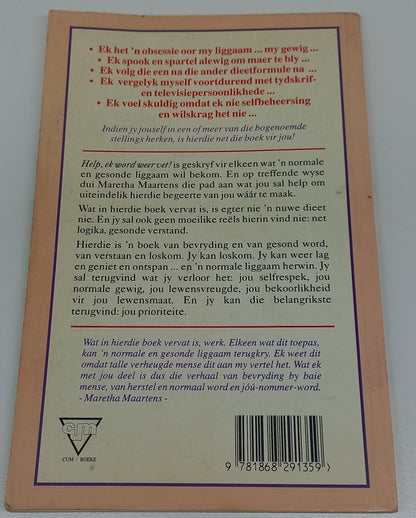 • Ek het 'n obsessie oor my liggaam ... my gewig ...
• Ek spook en spartel alewig om maer te bly ...
• Ek volg die een na die ander dieetformule na ...
• Ek vergelyk myself voortdurend met tydskrif-
en televisiepersoonlikhede ...
• Ek voel skuldig omdat ek nie selfbeheersing
en wilskrag het nie ...
Indien jy jouself in een of meer van die bogenoemde
stellings herken, is hierdie net die boek vir jou!
Help, ek word weer vet! is geskryf vir elkeen wat 'n normale
en gesonde liggaam wil bekom. En op treffende wyse
dui Maretha Maartens die pad aan wat jou sal help om
uiteindelik hierdie begeerte van jou wáár te maak.
Wat in hierdie boek vervat is, is egter nie 'n nuwe dieet
nie. En jy sal ook geen moeilike reëls hierin vind nie: net
logika, gesonde verstand.
Hierdie is 'n boek van bevryding en van gesond word,
van verstaan en loskom. Jy kan loskom. Jy kan weer lag
en geniet en ontspan ... en 'n normale liggaam herwin. Jy
sal terugvind wat jy verloor het: jou selfrespek, jou
normale gewig, jou lewensvreugde, jou bekoorlikheid
vir jou lewensmaat. En jy kan die belangrikste
terugvind: jou prioriteite.
Wat in hierdie boek vervat is, werk. Elkeen wat dit toepas,
kan 'n normale en gesonde liggaam terugkry. Ek weet dit
omdat talle verheugde mense dit aan my vertel het. Wat ek
met jou deel is dus die verhaal van bevryding by baie
mense, van herstel en normaal word en jóú-nommer-word.
- Maretha Maartens -
cum
CUM - BOEKE
9 781868 291359